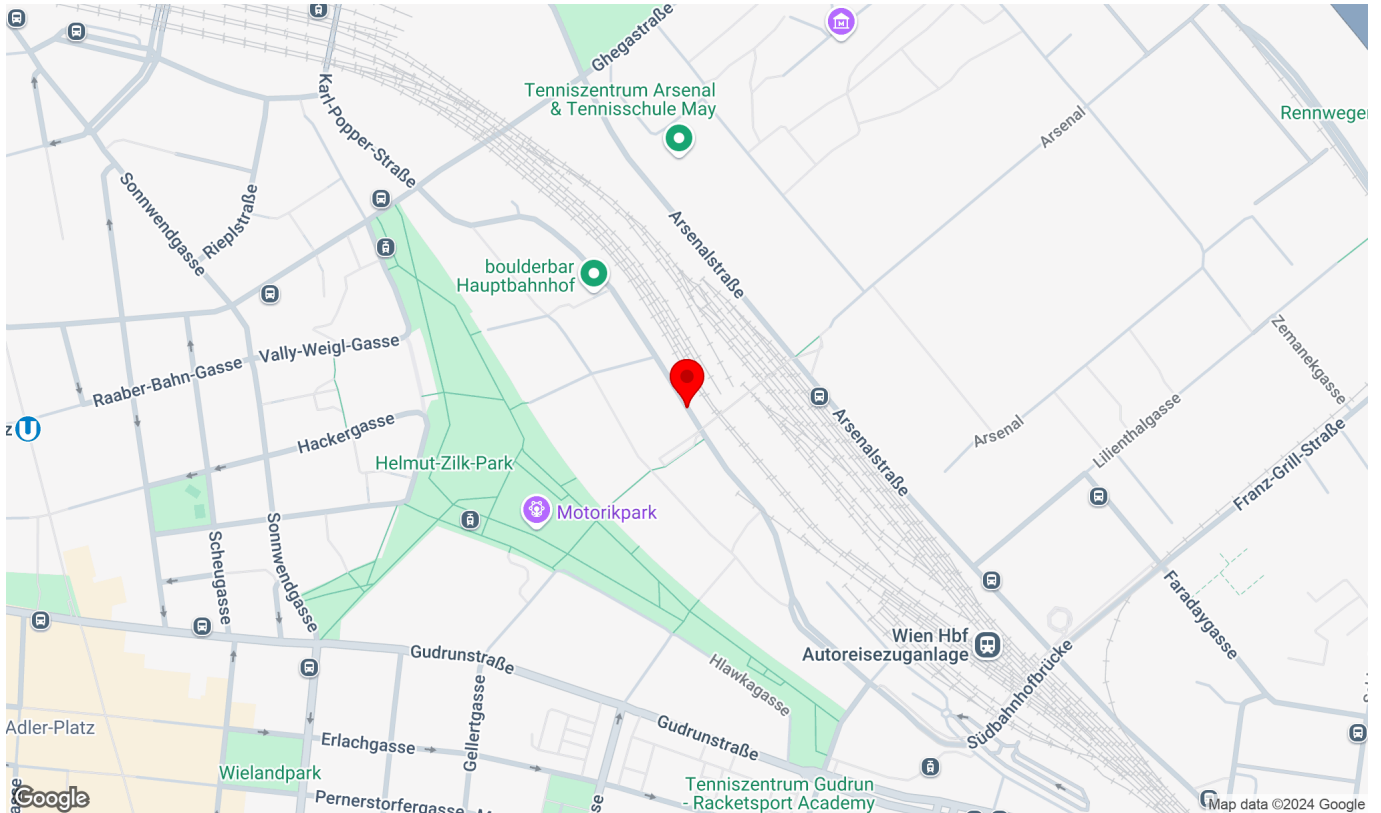 Ghegastraße
Tenniszentrum Arsenal
& Tennisschule May
Karl-Popper-Straße
Arsenal
Rennweger
Sonnwendgasse
Rieplstraße
Arsenalstraße
boulderbar
Hauptbahnhof
Vally-Weigl-Gasse
Raaber-Bahn-Gasse
Zemanekgasse
Hackergasse
z
U
Arsenalstraße
Arsenal
Lilienthalgasse
Franz-Grill-Straße
Helmut-Zilk-Park
Motorikpark
Scheugasse
Sonnwendgasse
Faradaygasse
Wien Hbf
Autoreisezuganlage
Gudrunstraße
Hlawkagasse
Südbahnhofbrücke
Adler-Platz
Erlachgasse
Gellertgasse
Gudrunstraße
Wielandpark
Tenniszentrum Gudrun
- Racketsport Academy
Pernerstorfergasse
Google
Map data ©2024 Google